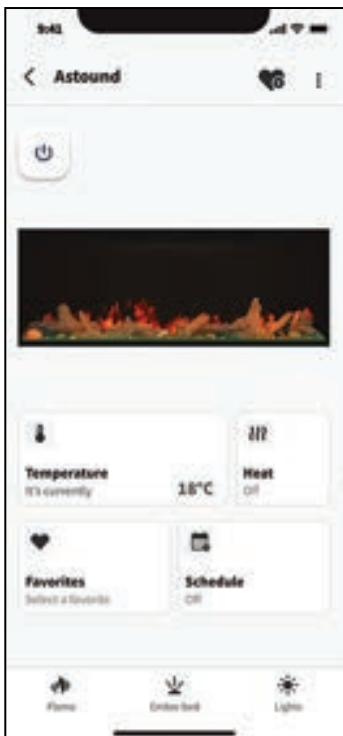 9:41
Astound
Temperature
It's currently
18°C
Heat
Off
Favorites
Select a favorite
Schedule
Off
Flame
Ember bed
Lights